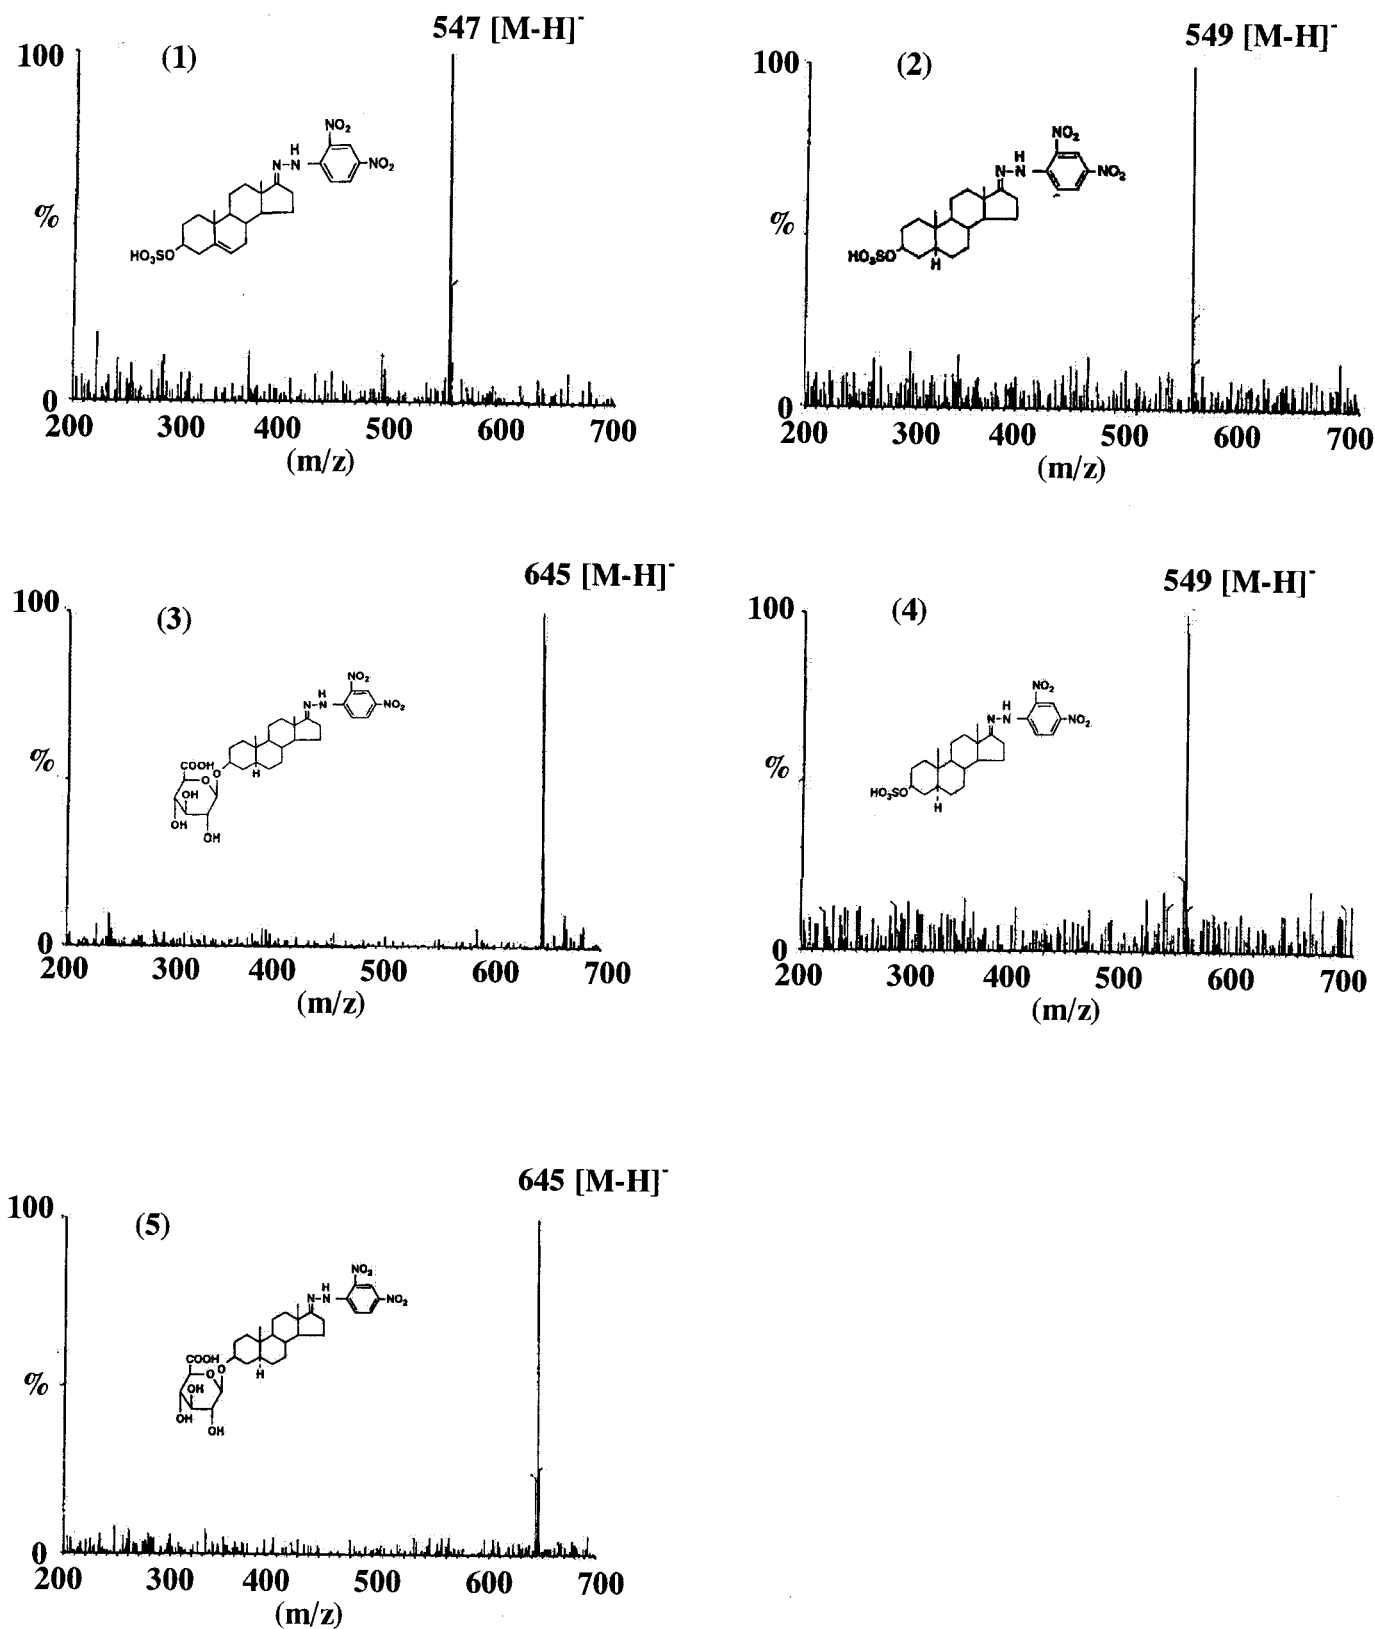 547 [M-H]-
100
(1)
NO2
H
N-N
NO2
%
HO3SO
0
200 300 400 500 600 700
(m/z)
549 [M-H]-
100
(2)
NO2
H
N-N
NO2
%
HO3SO
H
0
200 300 400 500 600 700
(m/z)
645 [M-H]-
100
(3)
NO2
H
N-N
NO2
%
COOH
O
O
H
OH
OH
OH
0
200 300 400 500 600 700
(m/z)
549 [M-H]-
100
(4)
NO2
H
N-N
NO2
%
HO3SO
H
0
200 300 400 500 600 700
(m/z)
645 [M-H]-
100
(5)
NO2
H
N-N
NO2
%
COOH
O
O
H
OH
OH
OH
0
200 300 400 500 600 700
(m/z)